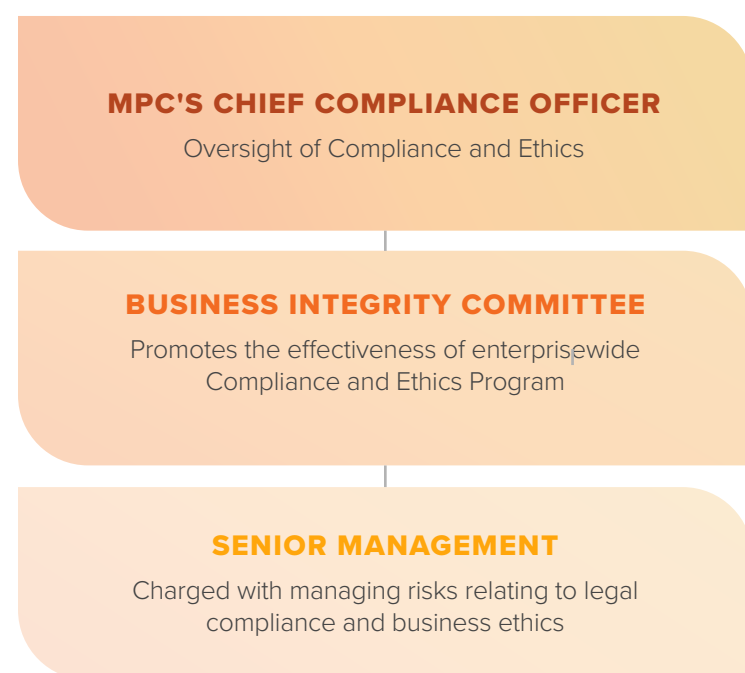 MPC'S CHIEF COMPLIANCE OFFICER
Oversight of Compliance and Ethics
BUSINESS INTEGRITY COMMITTEE
Promotes the effectiveness of enterprisewide
Compliance and Ethics Program
SENIOR MANAGEMENT
Charged with managing risks relating to legal
compliance and business ethics